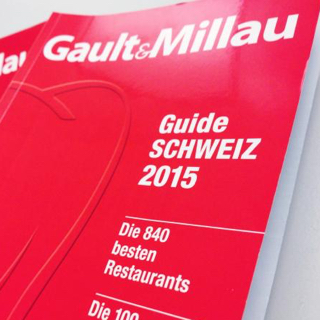 Gault&Millau
Guide
SCHWEIZ
2015
Die 840
besten
Restaurants
Die 100